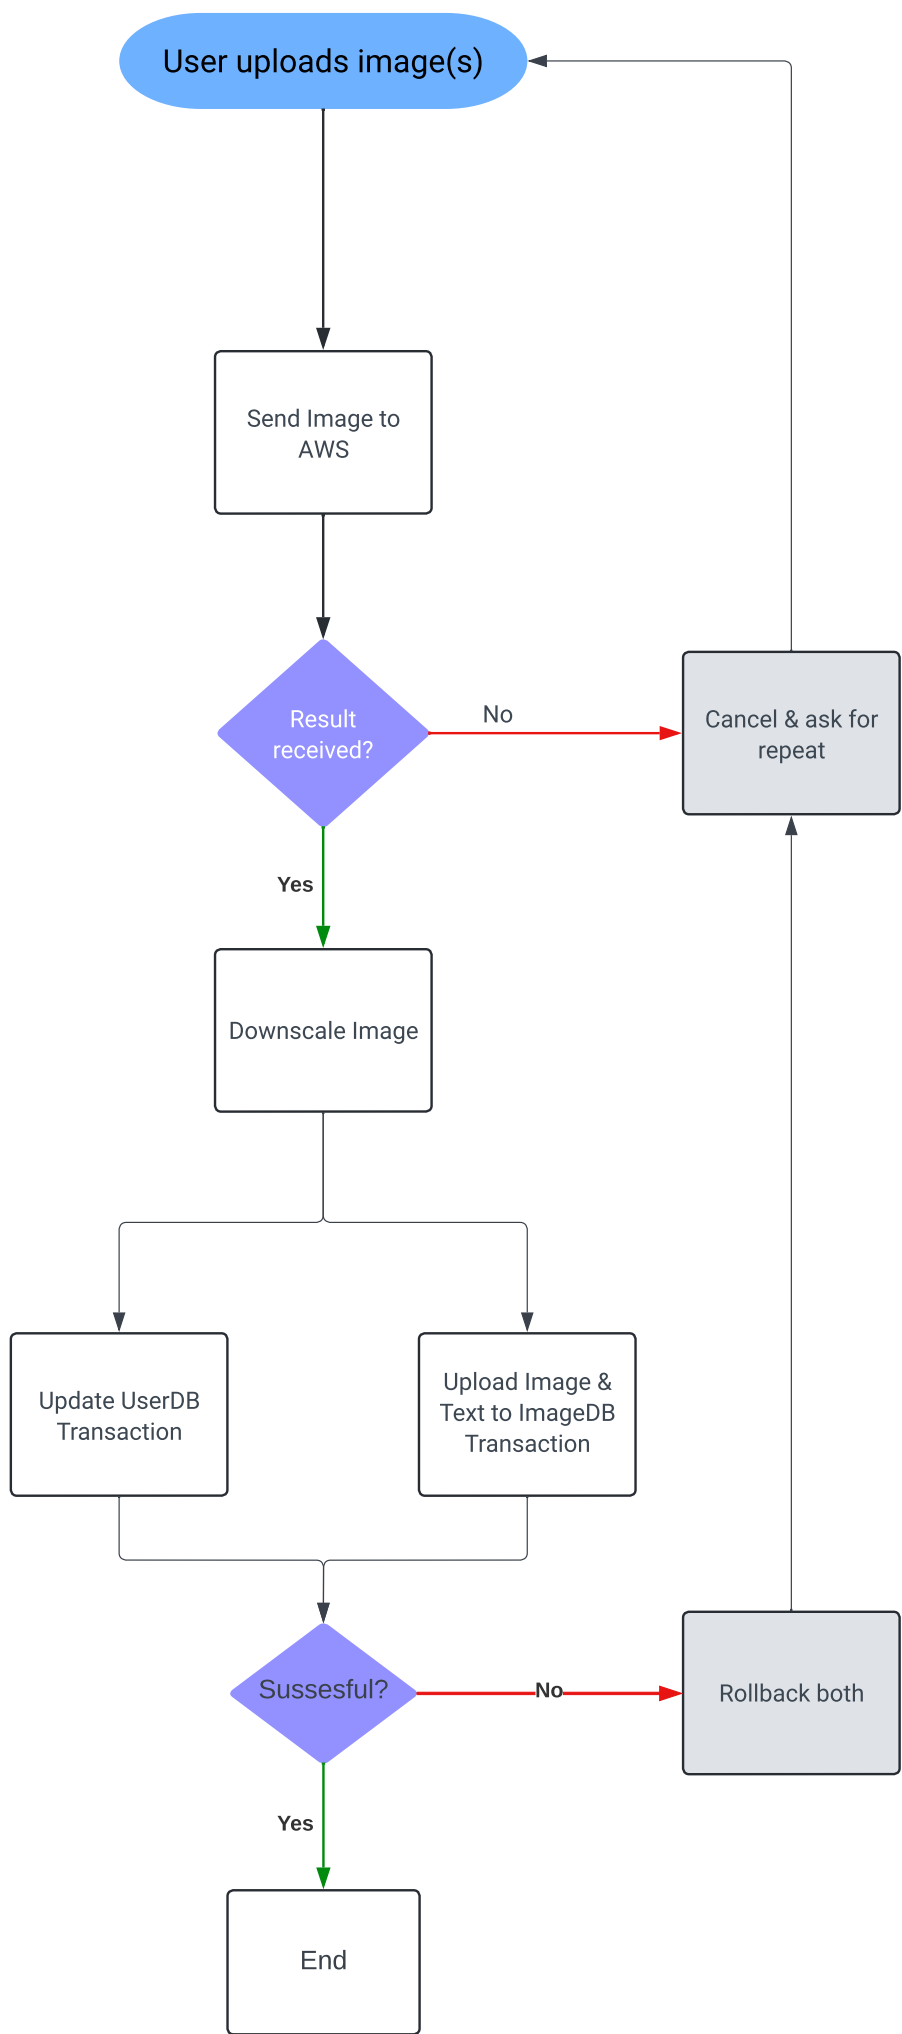 User uploads image(s)
Send Image to
AWS
Result
received?
No
Cancel & ask for
repeat
Yes
Downscale Image
Update UserDB
Transaction
Upload Image &
Text to ImageDB
Transaction
Sussesful?
No
Rollback both
Yes
End